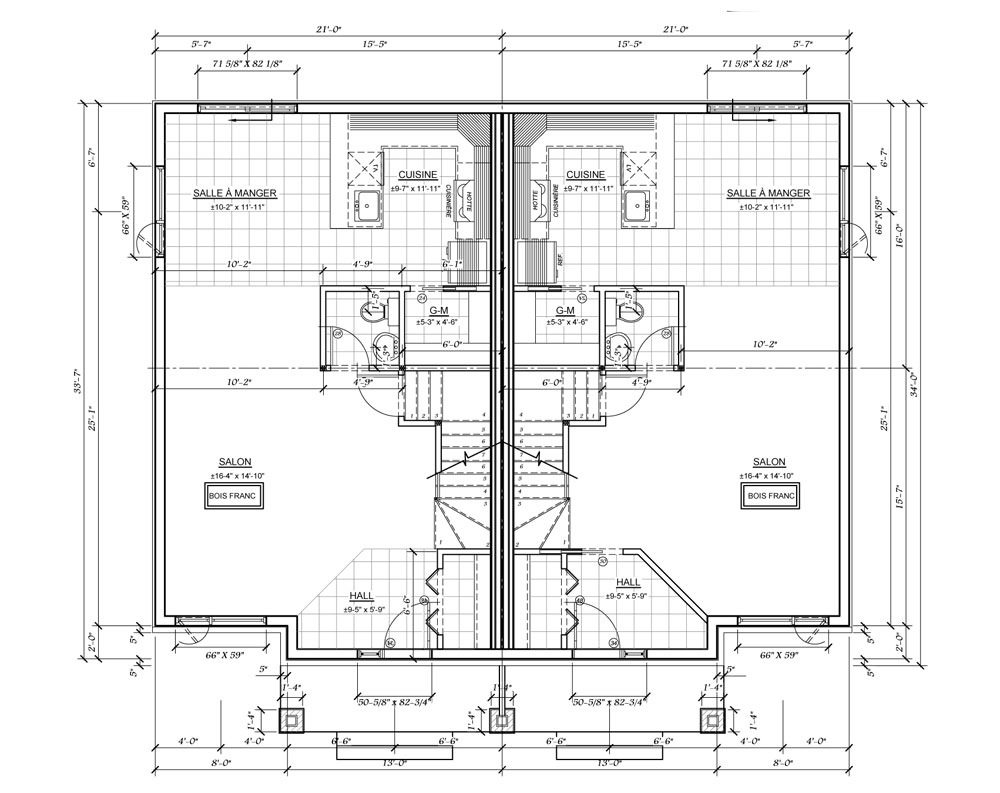 21'-0"
21'-0"
5'-7"
15'-5"
15'-5"
5'-7"
71 5/8" X 82 1/8"
71 5/8" X 82 1/8"
6'-7"
6'-7"
66" X 59"
66" X 59"
16'-0"
SALLE À MANGER
±10-2" x 11'-11"
CUISINE
±9-7" x 11'-11"
CUISINIÈRE
HOTTE
HOTTE
CUISINIÈRE
CUISINE
±9-7" x 11'-11"
SALLE À MANGER
±10-2" x 11'-11"
REF.
10'-2"
4'-9"
6'-1"
1'-5"
1'-5"
G-M
±5-3" x 4'-6"
G-M
±5-3" x 4'-6"
6'-0"
10'-2"
10'-2"
4'-9"
6'-0"
4'-9"
33'-7"
25'-1"
25'-1"
34'-0"
15'-7"
SALON
±16-4" x 14'-10"
BOIS FRANC
SALON
±16-4" x 14'-10"
BOIS FRANC
HALL
±9-5" x 5'-9"
6'-6"
HALL
±9-5" x 5'-9"
5"
2'-0"
5"
5"
2'-0"
5"
66" X 59"
66" X 59"
5"
5"
1'-4"
50-5/8" x 82-3/4"
1'-4"
50-5/8" x 82-3/4"
1'-4"
1'-4"
1'-4"
1'-4"
4'-0"
4'-0"
6'-6"
6'-6"
6'-6"
6'-6"
4'-0"
4'-0"
8'-0"
13'-0"
13'-0"
8'-0"